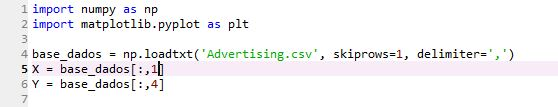 1 import numpy as np
2 import matplotlib.pyplot as plt
3
4 base_dados = np.loadtxt('Advertising.csv', skiprows=1, delimiter=',')
5 X = base_dados[:,1]
6 Y = base_dados[:,4]
7